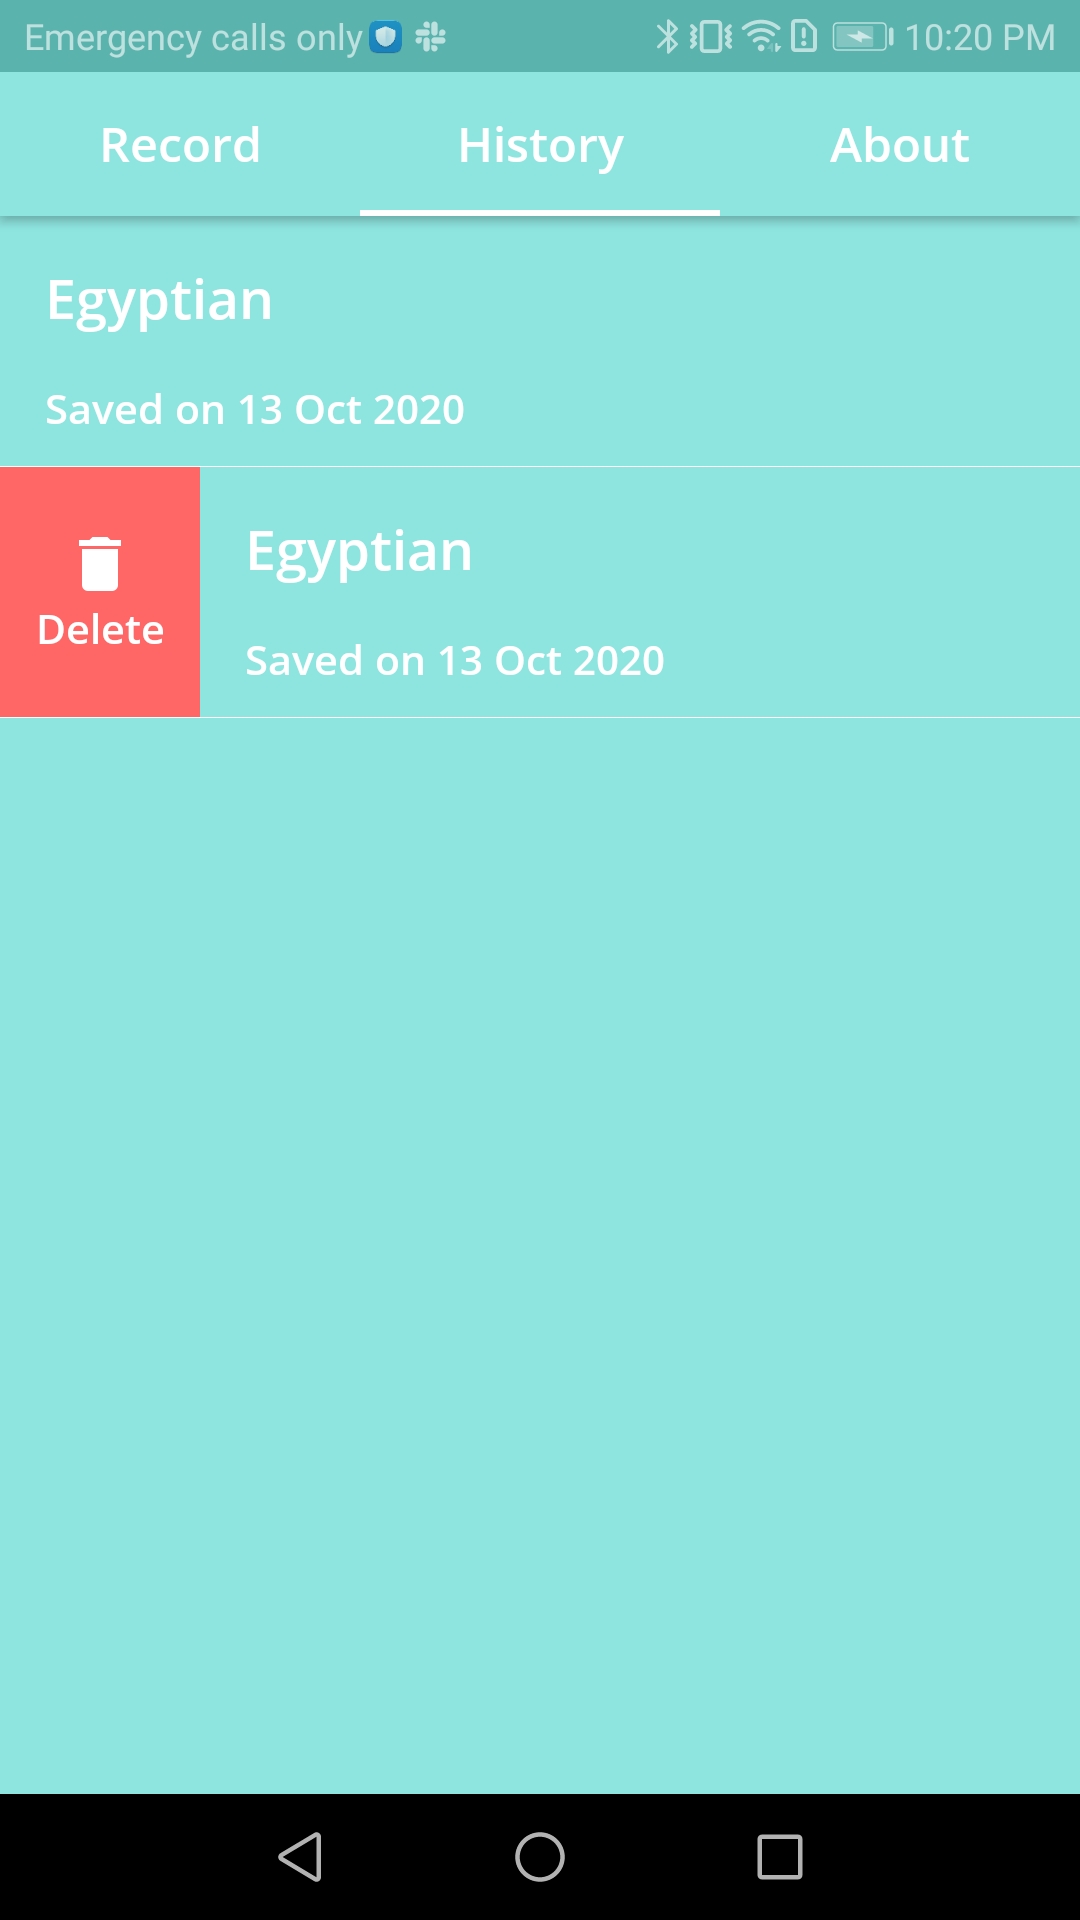 Emergency calls only 10:20 PM
Record History About
Egyptian
Saved on 13 Oct 2020
Egyptian
Delete
Saved on 13 Oct 2020